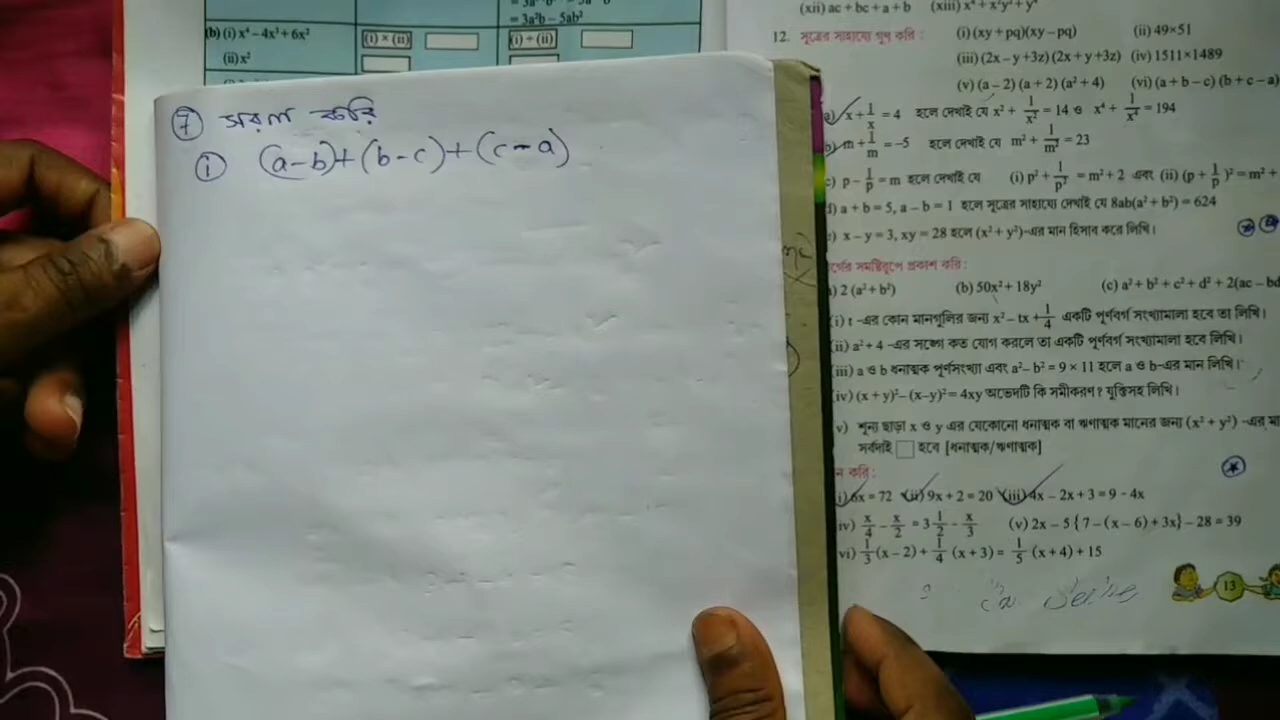 = 3a²b – 5ab²
(b) (i) x⁴ – 4x³ + 6x² (i) × (ii) (i) ÷ (ii)
(ii) x²
⑦ সরল করি
① (a-b)+(b-c)+(c-a)
(xii) ac + bc + a + b (xiii) x⁴ + x²y² + y⁴
12. সূত্রের সাহায্যে গুণ করি : (i) (xy + pq)(xy – pq) (ii) 49×51
(iii) (2x – y + 3z) (2x + y + 3z) (iv) 1511×1489
(v) (a – 2) (a + 2) (a² + 4) (vi) (a + b – c) (b + c – a)
a) x + 1/x = 4 হলে দেখাই যে x² + 1/x² = 14 ও x⁴ + 1/x⁴ = 194
b) m + 1/m = –5 হলে দেখাই যে m² + 1/m² = 23
c) p – 1/p = m হলে দেখাই যে (i) p² + 1/p² = m² + 2 এবং (ii) (p + 1/p)² = m² +
d) a + b = 5, a – b = 1 হলে সূত্রের সাহায্যে দেখাই যে 8ab(a² + b²) = 624
) x – y = 3, xy = 28 হলে (x² + y²)-এর মান হিসাব করে লিখি।
র্গের সমষ্টিরূপে প্রকাশ করি :
) 2 (a² + b²) (b) 50x² + 18y² (c) a² + b² + c² + d² + 2(ac – bd
(i) t -এর কোন মানগুলির জন্য x² – tx + 1/4 একটি পূর্ণবর্গ সংখ্যামালা হবে তা লিখি।
(ii) a² + 4 -এর সঙ্গে কত যোগ করলে তা একটি পূর্ণবর্গ সংখ্যামালা হবে লিখি।
(iii) a ও b ধনাত্মক পূর্ণসংখ্যা এবং a² – b² = 9 × 11 হলে a ও b-এর মান লিখি।
(iv) (x + y)² – (x–y)² = 4xy অভেদটি কি সমীকরণ? যুক্তিসহ লিখি।
v) শূন্য ছাড়া x ও y এর যেকোনো ধনাত্মক বা ঋণাত্মক মানের জন্য (x² + y²) -এর মা
সর্বদাই □ হবে [ধনাত্মক/ঋণাত্মক]
ন করি:
(i) 6x = 72 (ii) 9x + 2 = 20 (iii) 4x – 2x + 3 = 9 – 4x
iv) x/4 – x/2 = 3 1/2 – x/3 (v) 2x – 5 {7 – (x – 6) + 3x} – 28 = 39
vi) 1/3 (x – 2) + 1/4 (x + 3) = 1/5 (x + 4) + 15
13